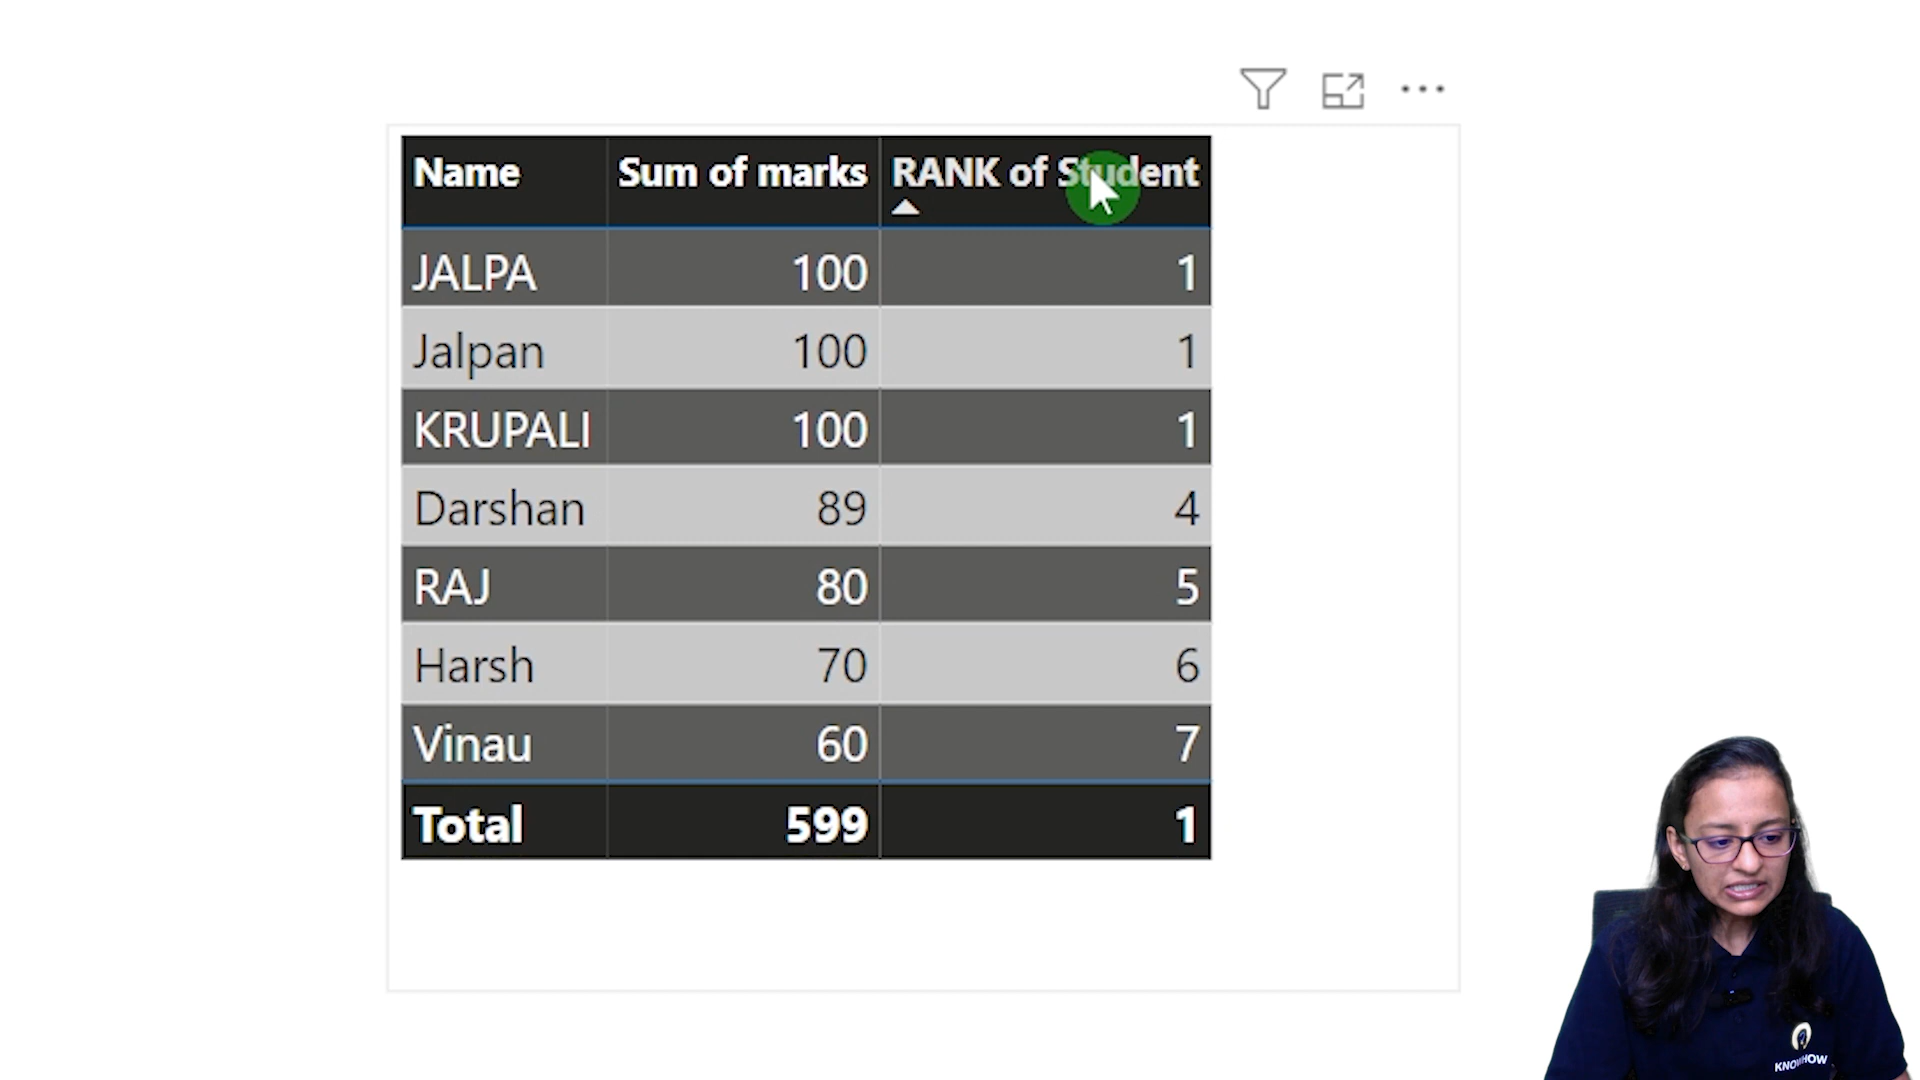 Name Sum of marks RANK of Student
JALPA 100 1
Jalpan 100 1
KRUPALI 100 1
Darshan 89 4
RAJ 80 5
Harsh 70 6
Vinau 60 7
Total 599 1
KNOWHOW